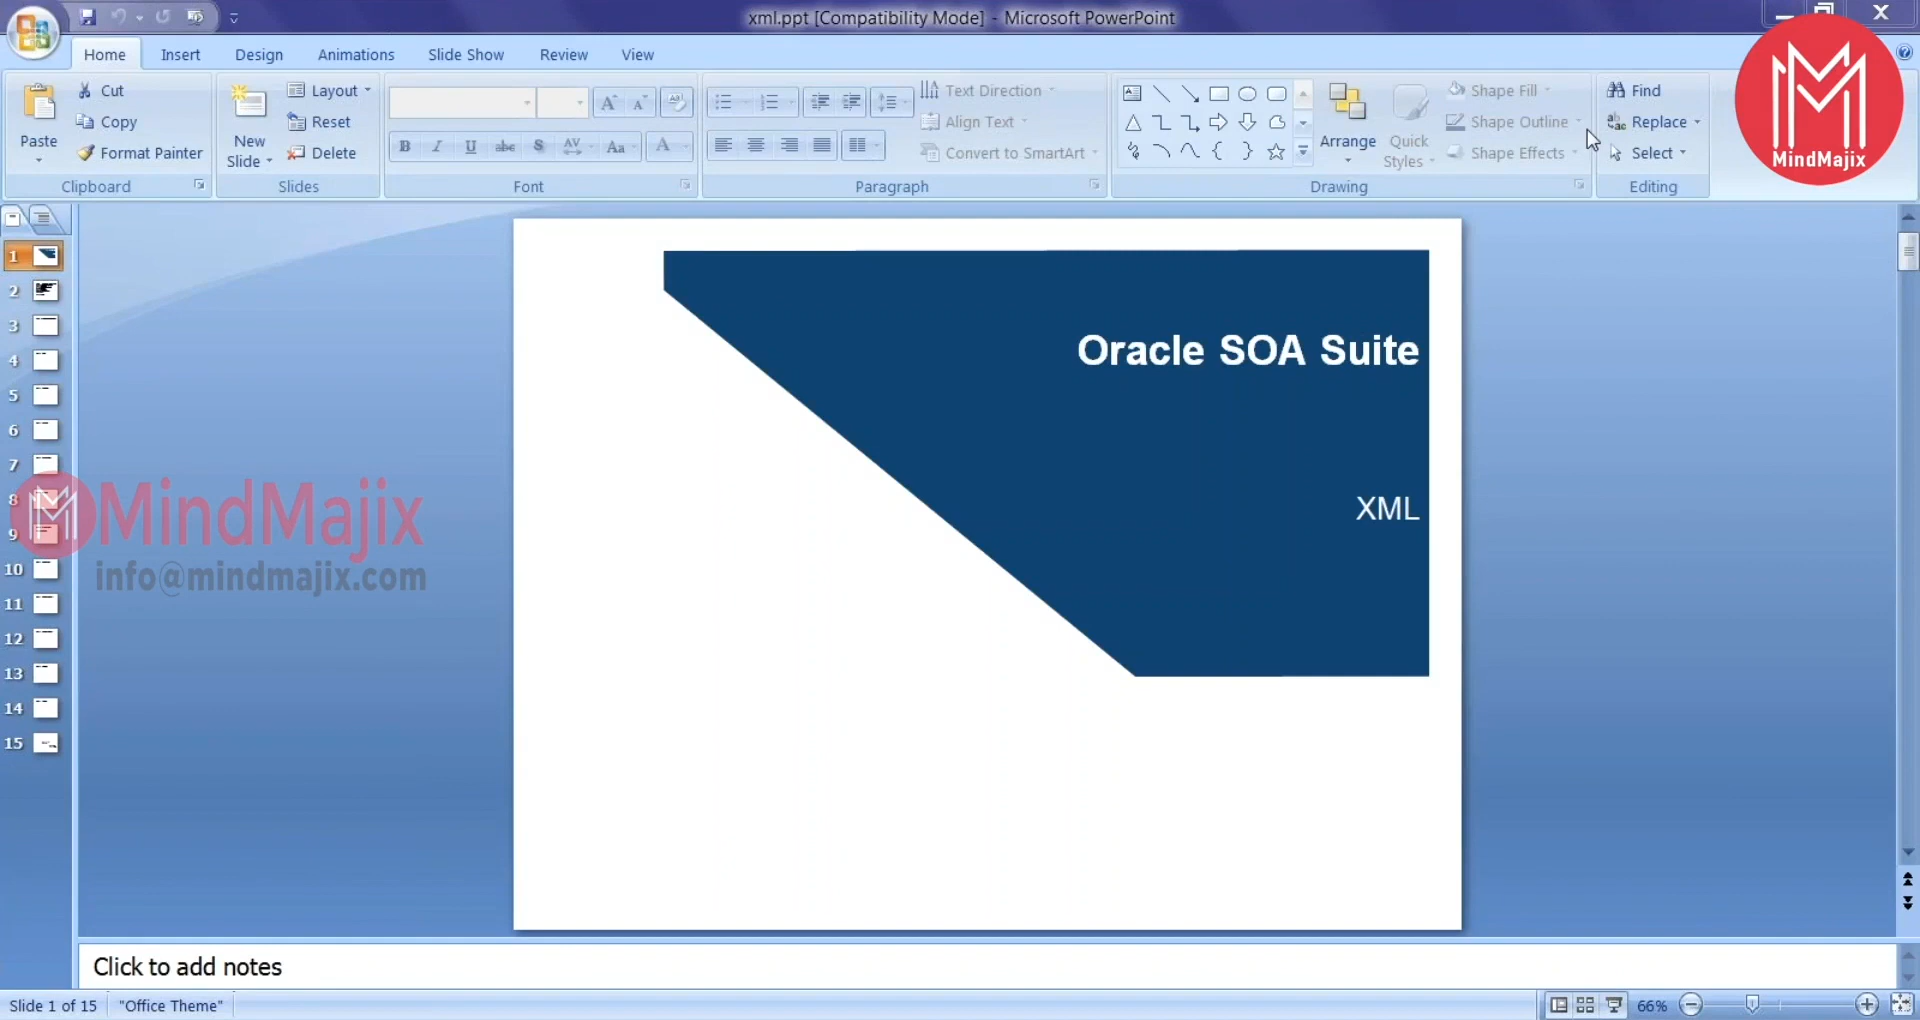 xml.ppt [Compatibility Mode] - Microsoft PowerPoint
Home Insert Design Animations Slide Show Review View
Paste
Cut
Copy
Format Painter
Clipboard
New
Slide
Layout
Reset
Delete
Slides
B I U abc S AV Aa A
Font
Text Direction
Align Text
Convert to SmartArt
Paragraph
Arrange
Quick
Styles
Shape Fill
Shape Outline
Shape Effects
Drawing
Find
Replace
Select
Editing
MindMajix
1
2
3
4
5
6
7
8
9
10
11
12
13
14
15
MindMajix
info@mindmajix.com
Oracle SOA Suite
XML
Click to add notes
Slide 1 of 15 "Office Theme" 66%